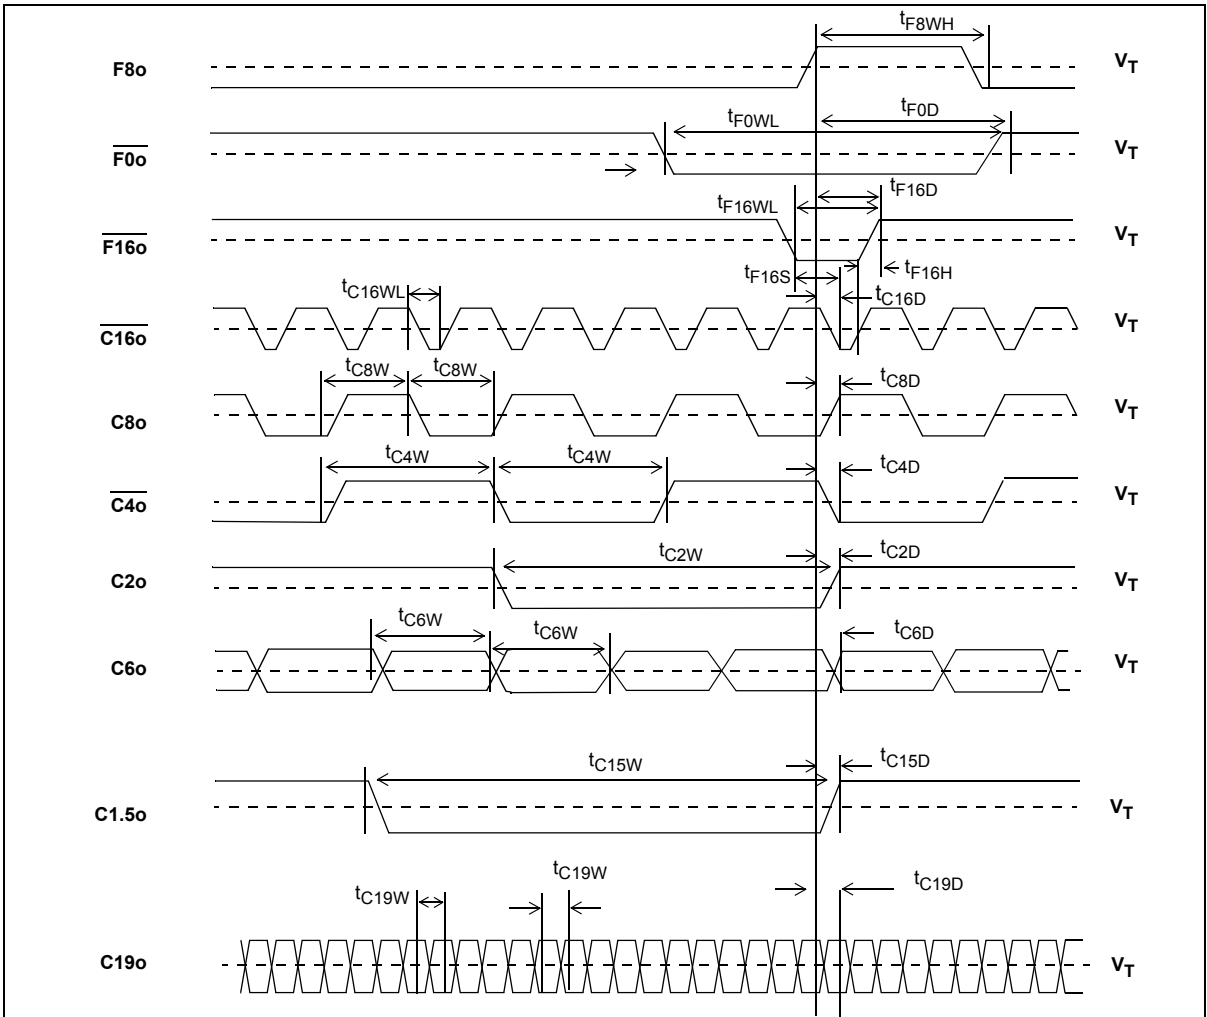 tF8WH
F8o VT
tF0D
tF0WL
F0o VT
tF16D
tF16WL
F16o VT
tF16S tF16H
tC16WL tC16D
C16o VT
tC8W tC8W tC8D
C8o VT
tC4W tC4W tC4D
C4o VT
tC2W tC2D
C2o VT
tC6W tC6W tC6D
C6o VT
tC15W tC15D
C1.5o VT
tC19W tC19W tC19D
C19o VT